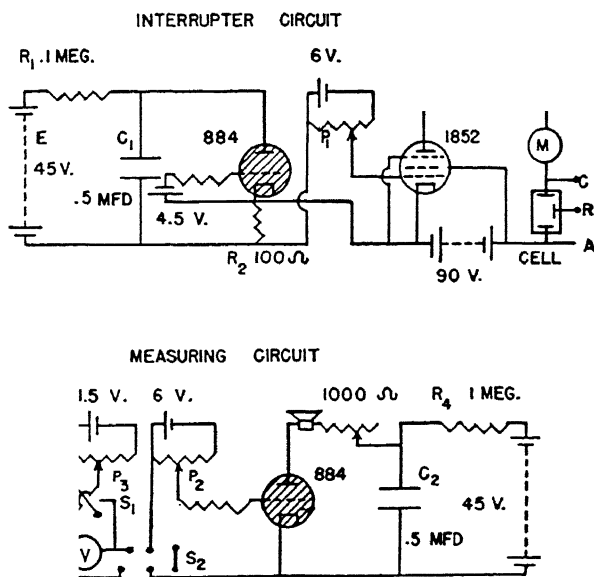 INTERRUPTER CIRCUIT
R1 .1 MEG.
6 V.
E
C1
884
P1
1852
M
45 V.
C
.5 MFD
4.5 V.
R
R2 100 Ω
CELL
A
90 V.
MEASURING CIRCUIT
1.5 V.
6 V.
1000 Ω
R4 1 MEG.
P3
P2
884
C2
S1
45 V.
V
S2
.5 MFD